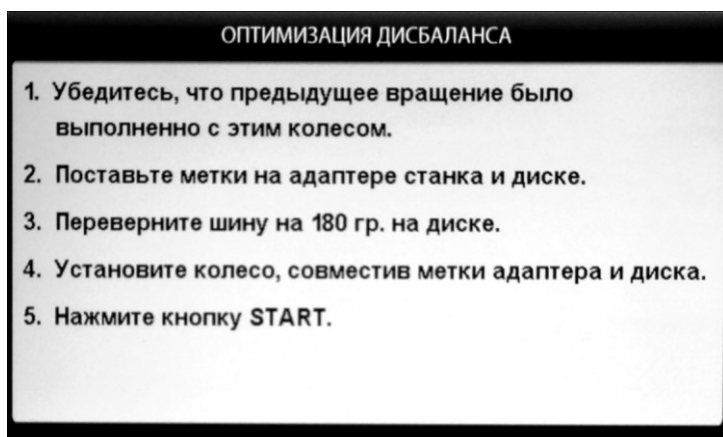 ОПТИМИЗАЦИЯ ДИСБАЛАНСА
1. Убедитесь, что предыдущее вращение было
выполненно с этим колесом.
2. Поставьте метки на адаптере станка и диске.
3. Переверните шину на 180 гр. на диске.
4. Установите колесо, совместив метки адаптера и диска.
5. Нажмите кнопку START.